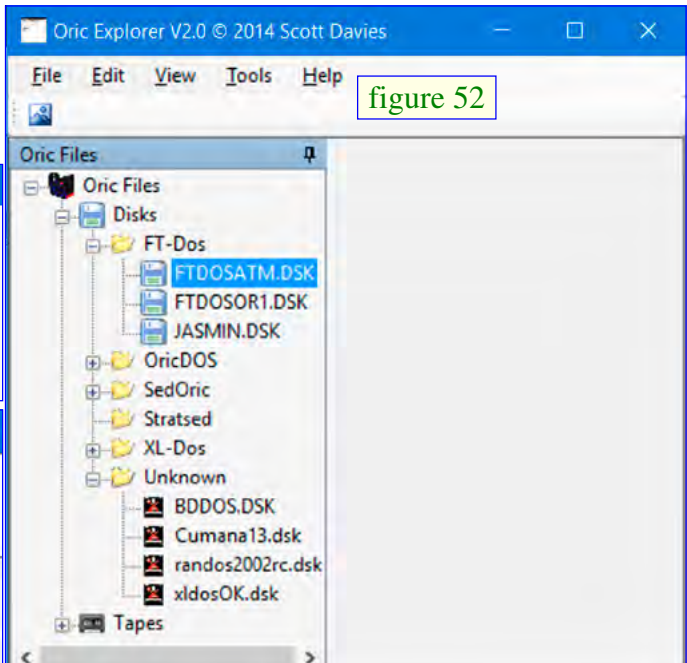 Oric Explorer V2.0 © 2014 Scott Davies
File Edit View Tools Help
figure 52
Oric Files
Oric Files
Disks
FT-Dos
FTDOSATM.DSK
FTDOSOR1.DSK
JASMIN.DSK
OricDOS
SedOric
Stratsed
XL-Dos
Unknown
BDDOS.DSK
Cumana13.dsk
randos2002rc.dsk
xldosOK.dsk
Tapes